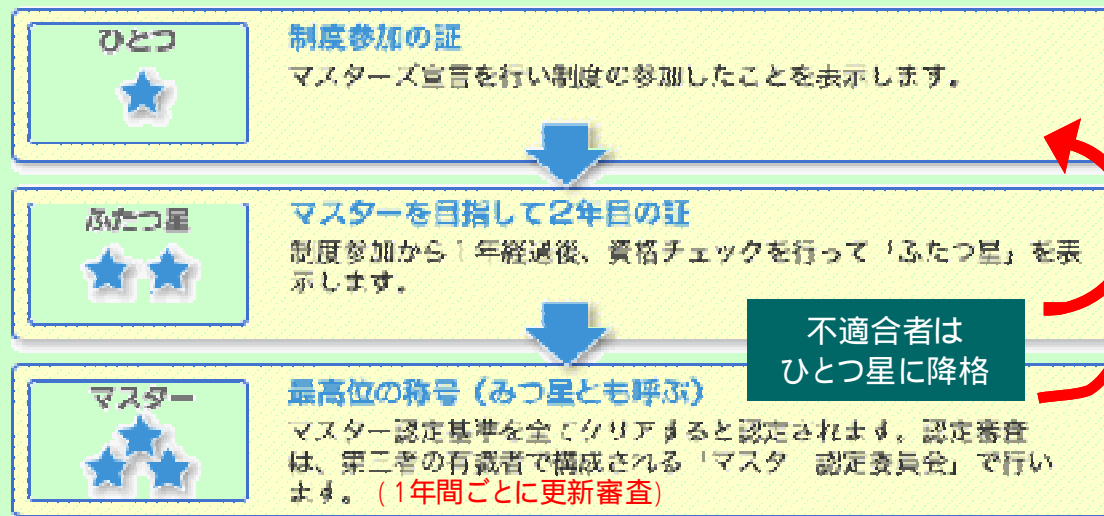 ひとつ
制度参加の証
マスターズ宣言を行い制度の参加したことを表示します。
ふたつ星
マスターを目指して2年目の証
制度参加から1年経過後、資格チェックを行って「ふたつ星」を表
示します。
不適合者は
ひとつ星に降格
マスター
最高位の称号(みつ星とも呼ぶ)
マスター認定基準を全てクリアすると認定されます。認定審査
は、第三者の有識者で構成される「マスタ 認定委員会」で行い
ます。(1年間ごとに更新審査)